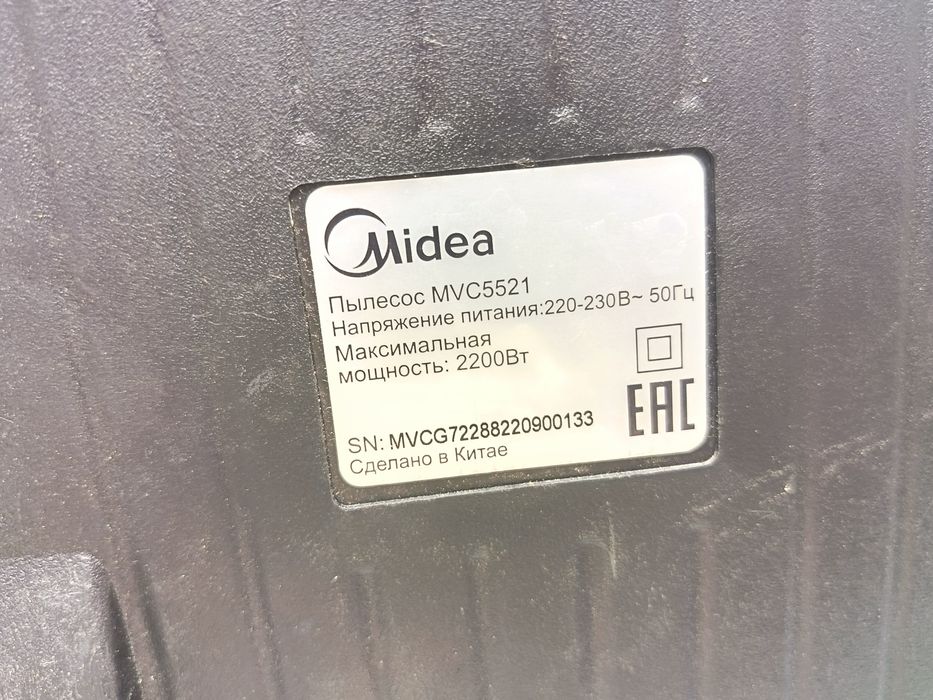 Midea
Пылесос MVC5521
Напряжение питания:220-230В~ 50Гц
Максимальная
мощность: 2200Вт
EAC
SN: MVCG72288220900133
Сделано в Китае